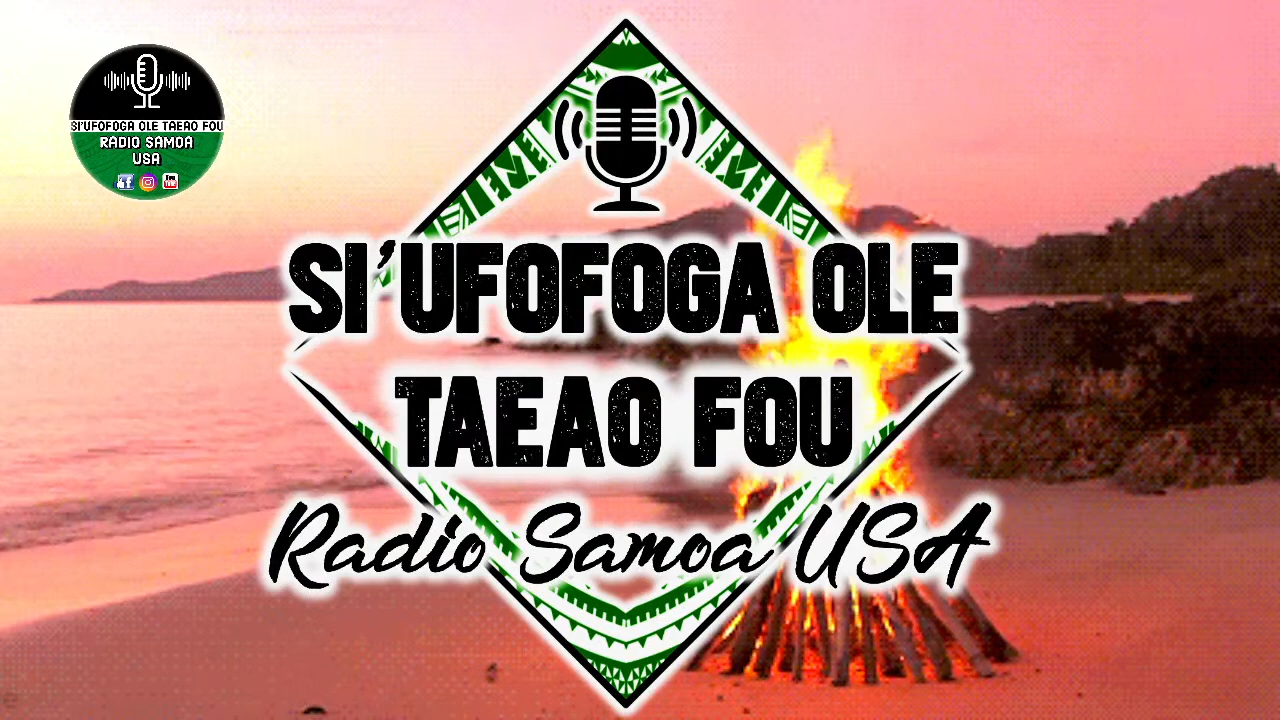 SI'UFOFOGA OLE TAEAO FOU
RADIO SAMOA
USA
SI'UFOFOGA OLE
TAEAO FOU
Radio Samoa USA